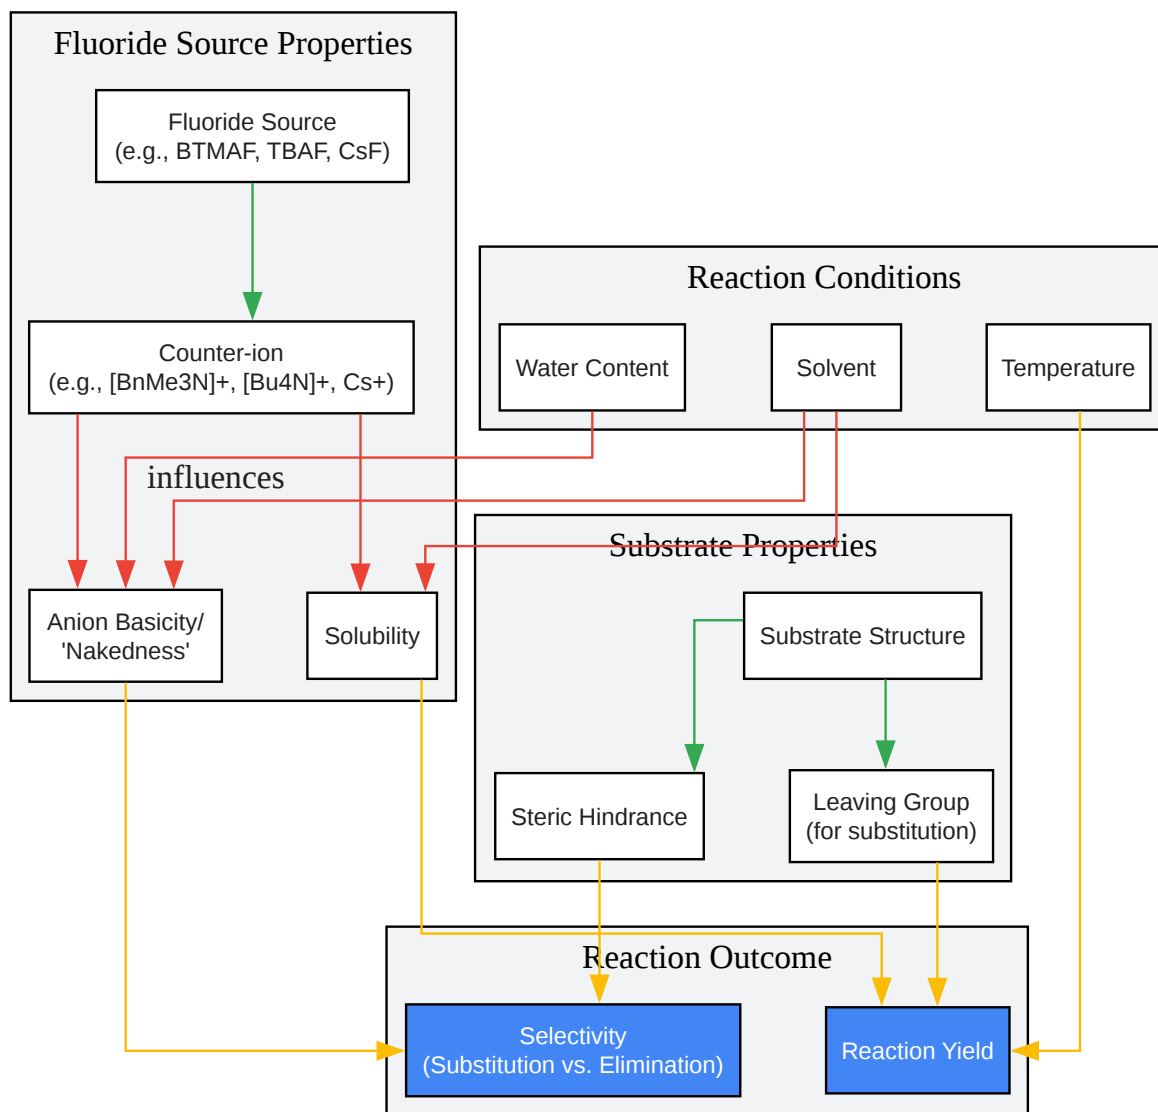 Fluoride Source Properties
Fluoride Source
(e.g., BTMAF, TBAF, CsF)
Counter-ion
(e.g., [BnMe3N]+, [Bu4N]+, Cs+)
influences
Anion Basicity/
'Nakedness'
Solubility
Reaction Conditions
Water Content
Solvent
Temperature
Substrate Properties
Substrate Structure
Steric Hindrance
Leaving Group
(for substitution)
Reaction Outcome
Selectivity
(Substitution vs. Elimination)
Reaction Yield